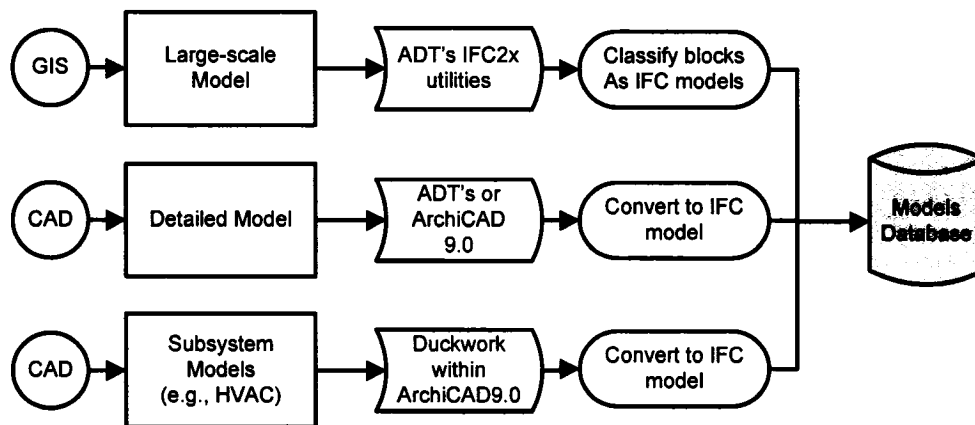 GIS
Large-scale
Model
ADT's IFC2x
utilities
Classify blocks
As IFC models
CAD
Detailed Model
ADT's or
ArchiCAD
9.0
Convert to IFC
model
Models
Database
CAD
Subsystem
Models
(e.g., HVAC)
Duckwork
within
ArchiCAD9.0
Convert to IFC
model